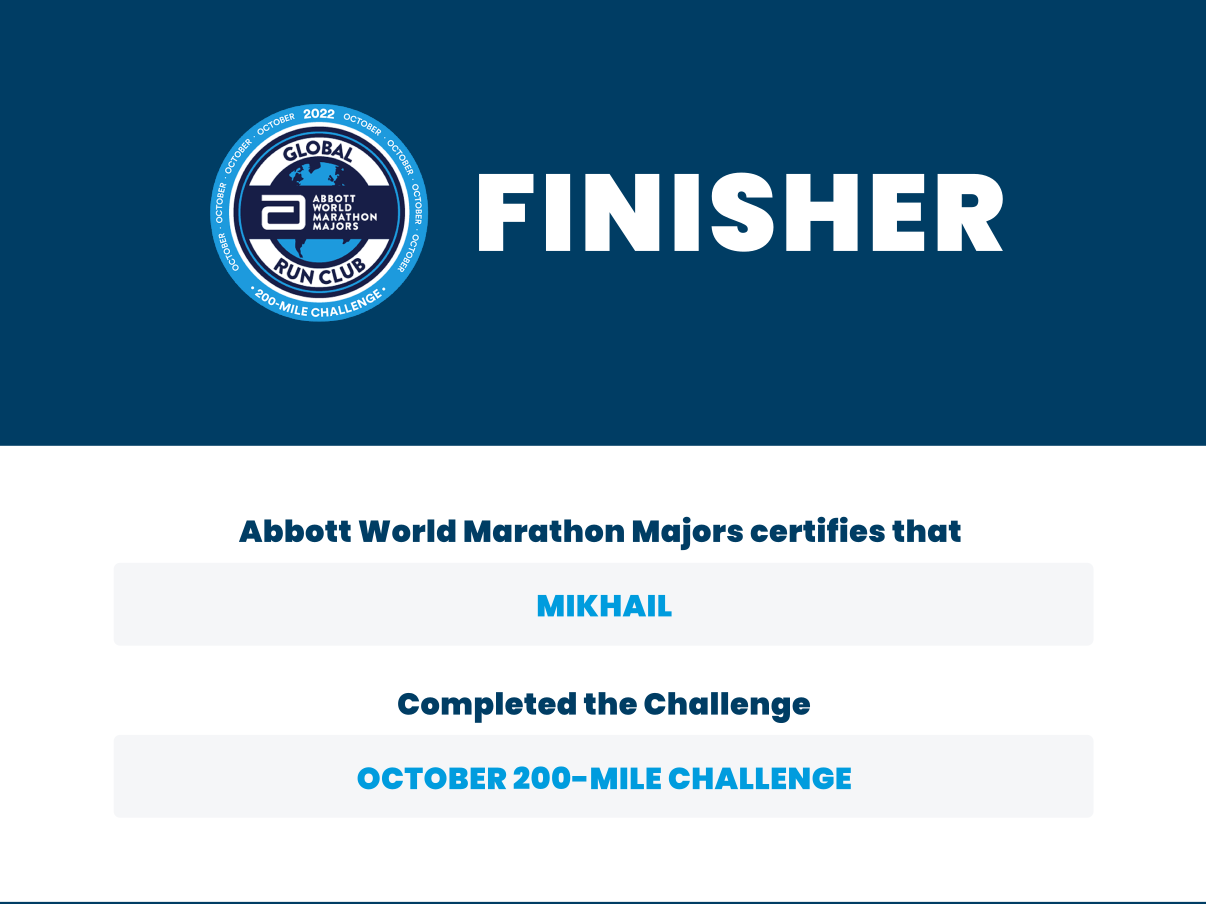 OCTOBER · OCTOBER · OCTOBER · OCTOBER 2022 OCTOBER · OCTOBER · OCTOBER · OCTOBER
GLOBAL
ABBOTT
WORLD
MARATHON
MAJORS
RUN CLUB
• 200-MILE CHALLENGE •
FINISHER
Abbott World Marathon Majors certifies that
MIKHAIL
Completed the Challenge
OCTOBER 200-MILE CHALLENGE